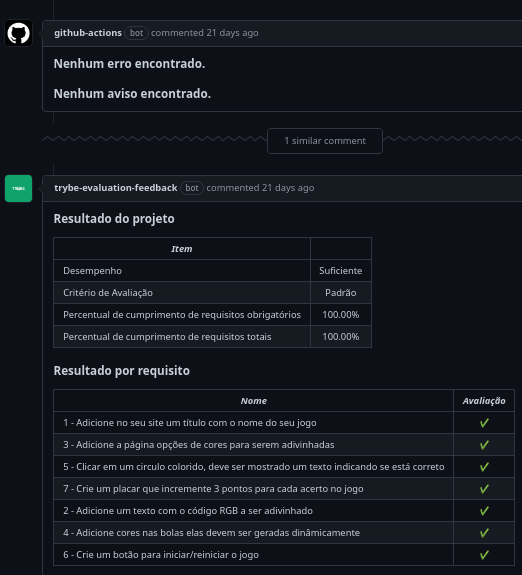 github-actions bot commented 21 days ago
Nenhum erro encontrado.
Nenhum aviso encontrado.
1 similar comment
TRYBE
trybe-evaluation-feedback bot commented 21 days ago
Resultado do projeto
Item
Desempenho Suficiente
Critério de Avaliação Padrão
Percentual de cumprimento de requisitos obrigatórios 100.00%
Percentual de cumprimento de requisitos totais 100.00%
Resultado por requisito
Nome Avaliação
1 - Adicione no seu site um título com o nome do seu jogo ✔
3 - Adicione a página opções de cores para serem adivinhadas ✔
5 - Clicar em um circulo colorido, deve ser mostrado um texto indicando se está correto ✔
7 - Crie um placar que incremente 3 pontos para cada acerto no jogo ✔
2 - Adicione um texto com o código RGB a ser adivinhado ✔
4 - Adicione cores nas bolas elas devem ser geradas dinâmicamente ✔
6 - Crie um botão para iniciar/reiniciar o jogo ✔